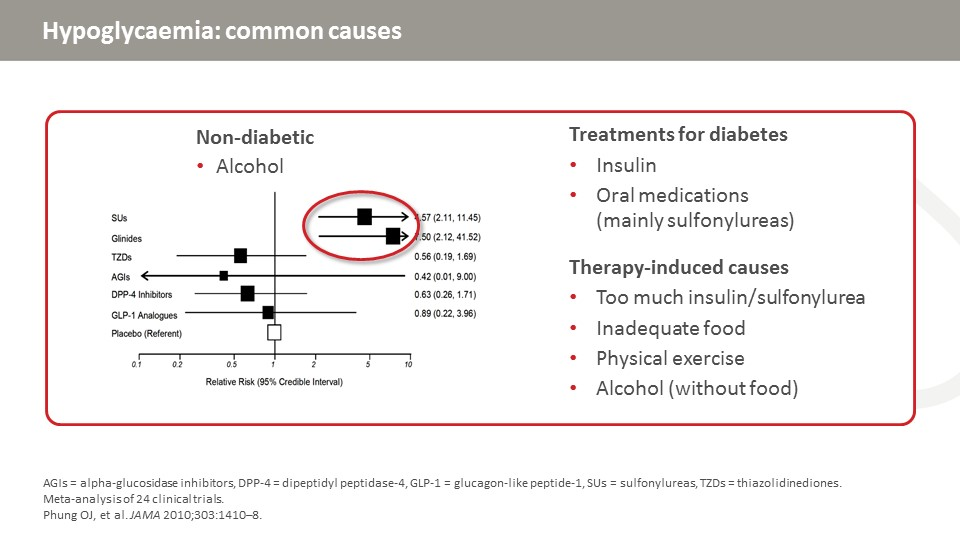 Hypoglycaemia: common causes
Non-diabetic
• Alcohol
SUs 4.57 (2.11, 11.45)
Glinides 7.50 (2.12, 41.52)
TZDs 0.56 (0.19, 1.69)
AGIs 0.42 (0.01, 9.00)
DPP-4 Inhibitors 0.63 (0.26, 1.71)
GLP-1 Analogues 0.89 (0.22, 3.96)
Placebo (Referent)
0.1 0.2 0.5 1 2 5 10
Relative Risk (95% Credible Interval)
Treatments for diabetes
• Insulin
• Oral medications
(mainly sulfonylureas)
Therapy-induced causes
• Too much insulin/sulfonylurea
• Inadequate food
• Physical exercise
• Alcohol (without food)
AGIs = alpha-glucosidase inhibitors, DPP-4 = dipeptidyl peptidase-4, GLP-1 = glucagon-like peptide-1, SUs = sulfonylureas, TZDs = thiazolidinediones.
Meta-analysis of 24 clinical trials.
Phung OJ, et al. JAMA 2010;303:1410–8.